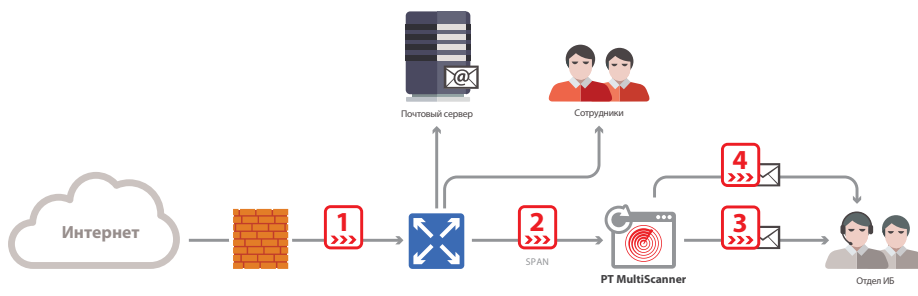 Почтовый сервер
Сотрудники
Интернет
1
2
SPAN
PT MultiScanner
4
3
Отдел ИБ
@